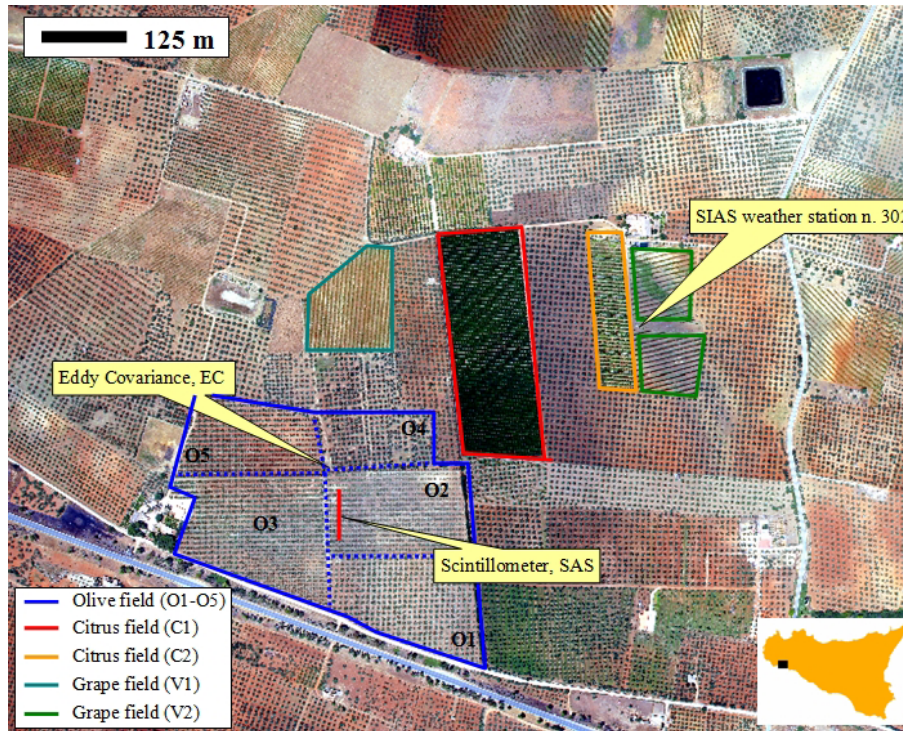 125 m
SIAS weather station n. 302
Eddy Covariance, EC
O4
O5
O2
O3
Scintillometer, SAS
O1
Olive field (O1-O5)
Citrus field (C1)
Citrus field (C2)
Grape field (V1)
Grape field (V2)